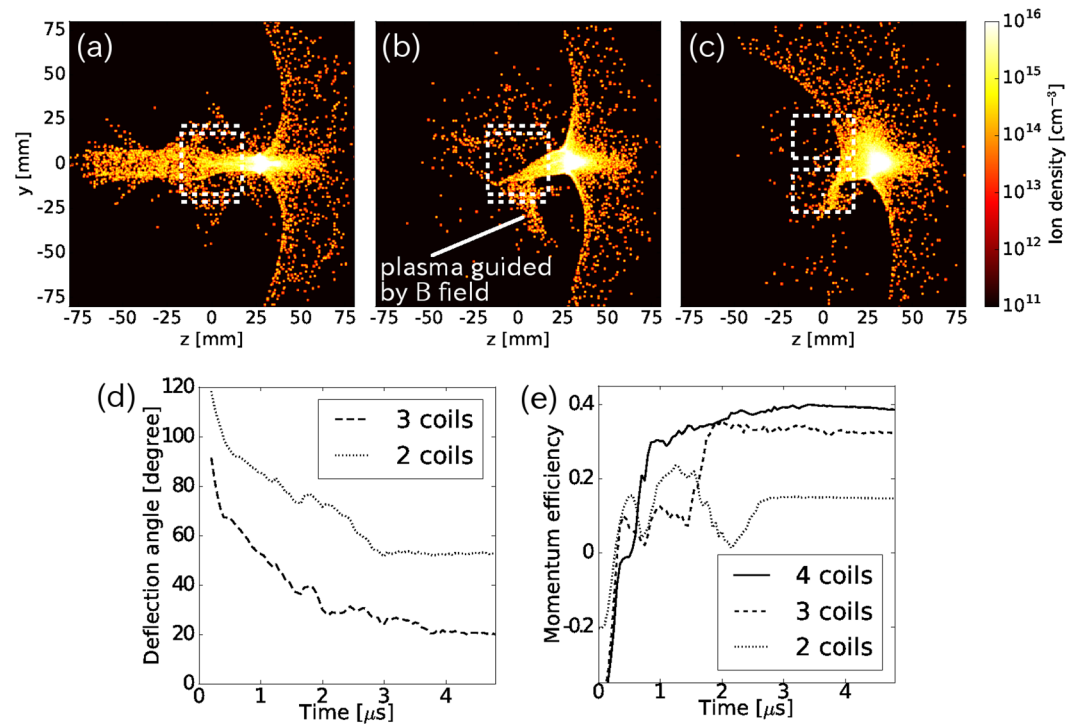 (a)
(b)
(c)
75
50
25
0
-25
-50
-75
y [mm]
-75 -50 -25 0 25 50 75
z [mm]
-75 -50 -25 0 25 50 75
z [mm]
-75 -50 -25 0 25 50 75
z [mm]
plasma guided
by B field
10^16
10^15
10^14
10^13
10^12
10^11
Ion density [cm^-3]
(d)
120
100
80
60
40
20
0
Deflection angle [degree]
3 coils
2 coils
0 1 2 3 4
Time [μs]
(e)
0.4
0.2
0
-0.2
Momentum efficiency
4 coils
3 coils
2 coils
0 1 2 3 4
Time [μs]